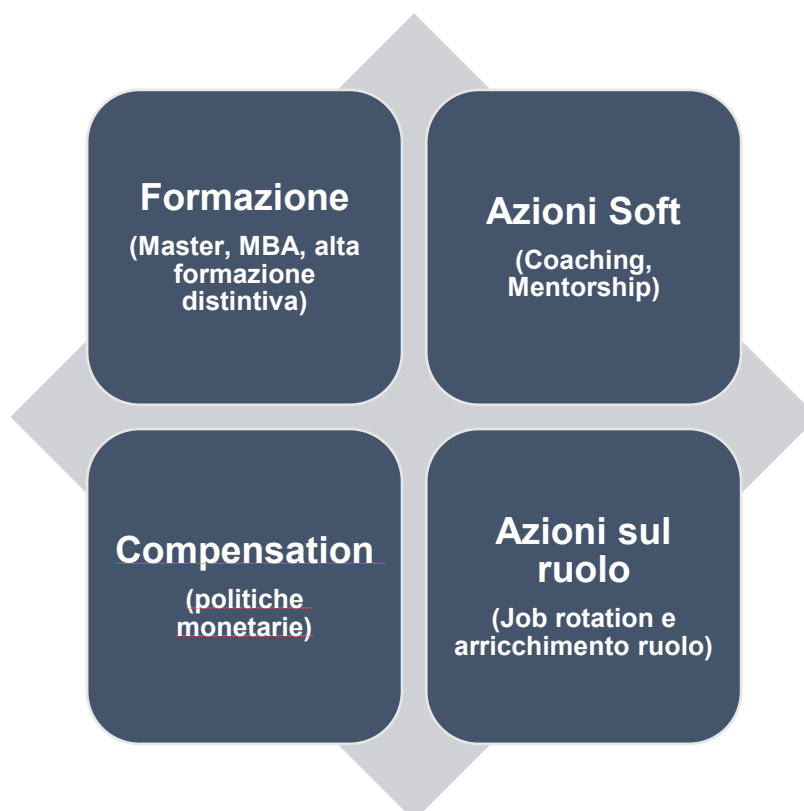 Formazione
(Master, MBA, alta
formazione
distintiva)
Azioni Soft
(Coaching,
Mentorship)
Compensation
(politiche
monetarie)
Azioni sul
ruolo
(Job rotation e
arricchimento ruolo)